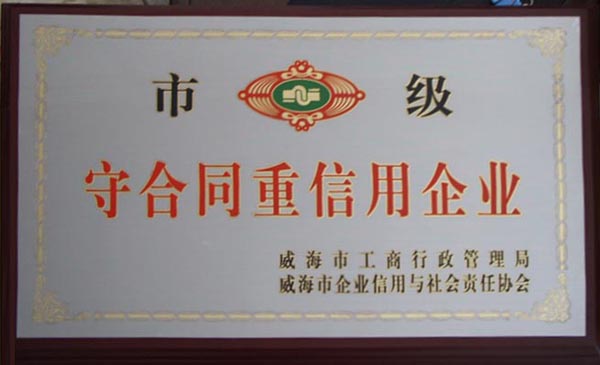 市 级
守合同重信用企业
威海市工商行政管理局
威海市企业信用与社会责任协会